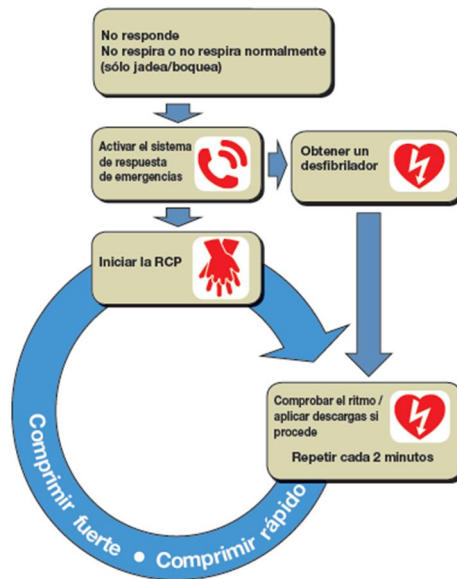 No responde
No respira o no respira normalmente
(sólo jadea/boquea)
Activar el sistema
de respuesta
de emergencias
Obtener un
desfibrilador
Iniciar la RCP
Comprobar el ritmo /
aplicar descargas si
procede
Repetir cada 2 minutos
Comprimir fuerte • Comprimir rápido